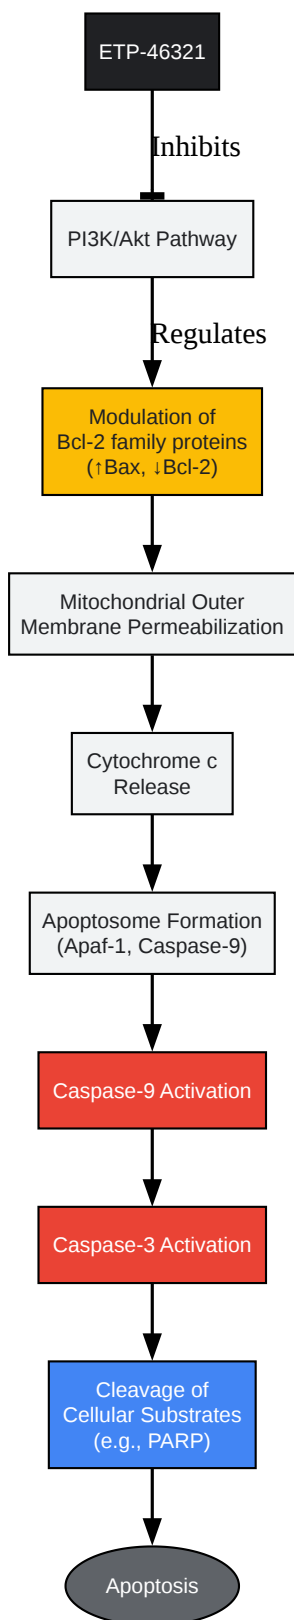 ETP-46321
Inhibits
PI3K/Akt Pathway
Regulates
Modulation of
Bcl-2 family proteins
(↑Bax, ↓Bcl-2)
Mitochondrial Outer
Membrane Permeabilization
Cytochrome c
Release
Apoptosome Formation
(Apaf-1, Caspase-9)
Caspase-9 Activation
Caspase-3 Activation
Cleavage of
Cellular Substrates
(e.g., PARP)
Apoptosis